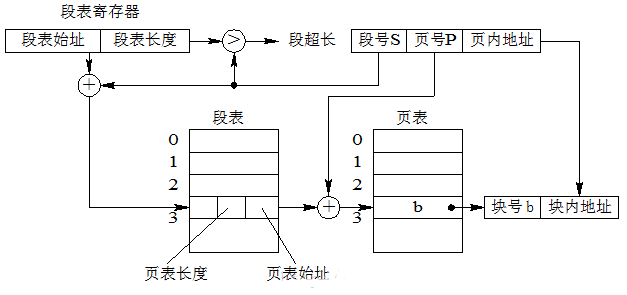 段表寄存器
段表始址 段表长度 > 段超长 段号S 页号P 页内地址
+
段表 页表
0 0
1 1
2 2
3 + 3 b 块号b 块内地址
页表长度 页表始址